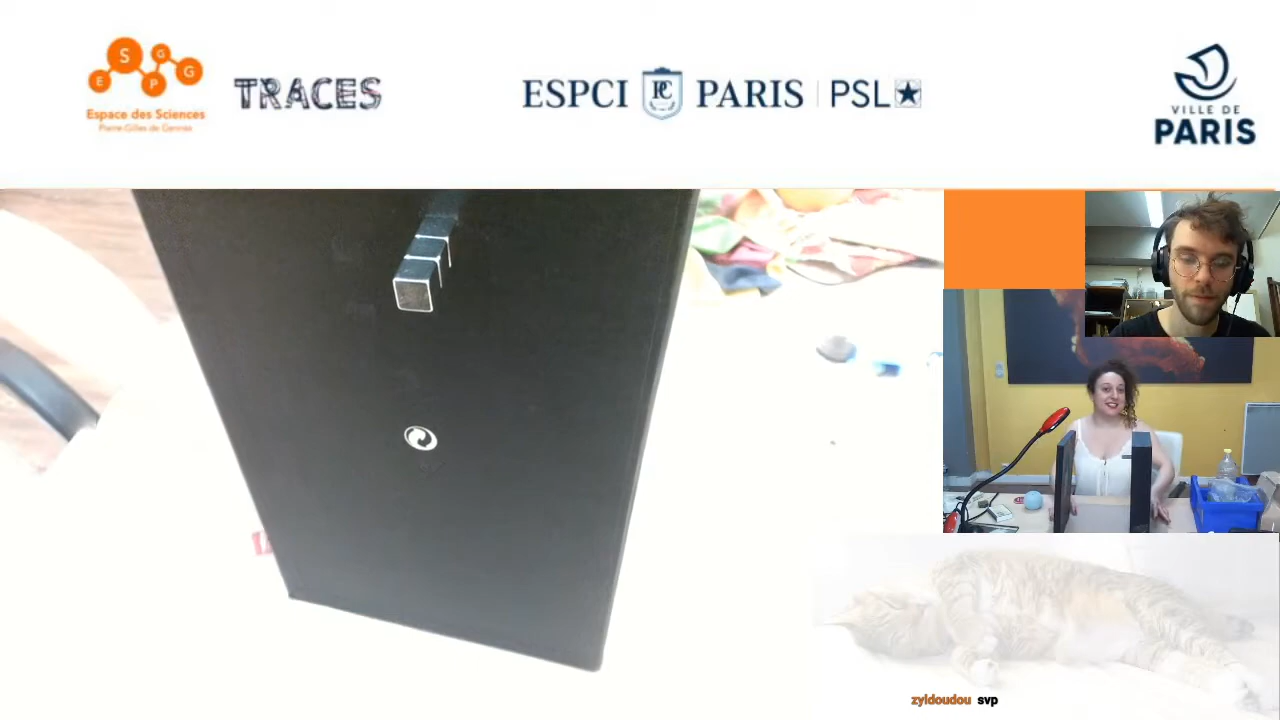 S
G
G
E
P
Espace des Sciences
Pierre-Gilles de Gennes
TRACES
ESPCI PC PARIS PSL
VILLE DE
PARIS
zyldoudou svp